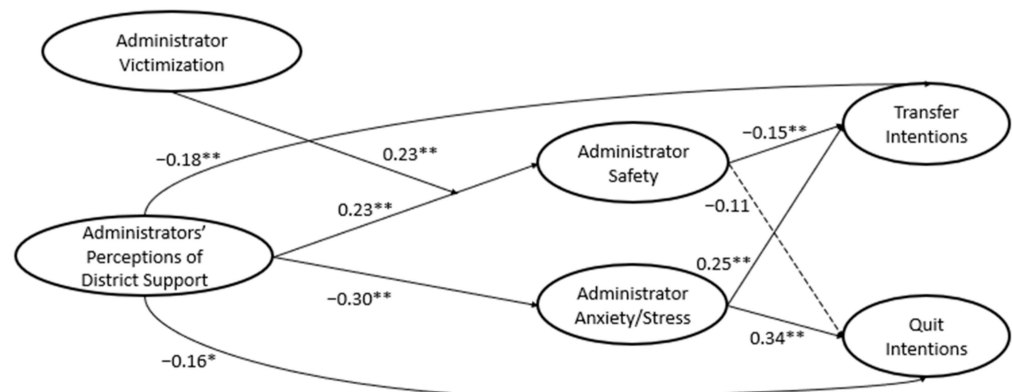 Administrator
Victimization
Transfer
Intentions
−0.18**
0.23**
−0.15**
Administrator
Safety
0.23**
−0.11
Administrators’
Perceptions of
District Support
0.25**
−0.30**
Administrator
Anxiety/Stress
0.34**
Quit
Intentions
−0.16*